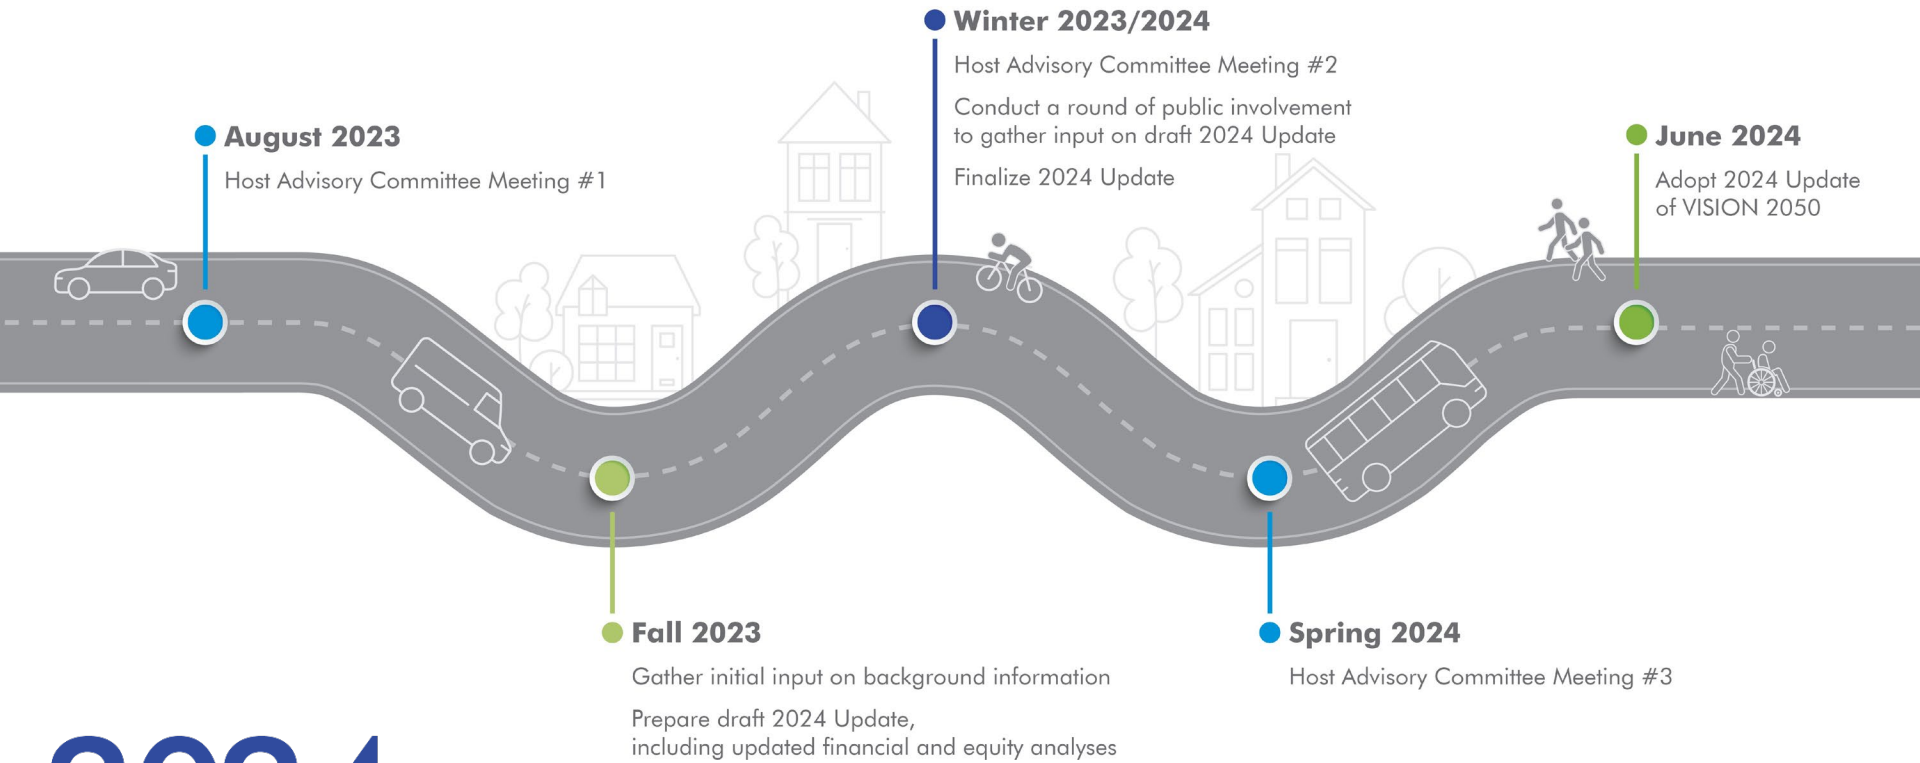 August 2023
Host Advisory Committee Meeting #1
Fall 2023
Gather initial input on background information
Prepare draft 2024 Update,
including updated financial and equity analyses
Winter 2023/2024
Host Advisory Committee Meeting #2
Conduct a round of public involvement
to gather input on draft 2024 Update
Finalize 2024 Update
Spring 2024
Host Advisory Committee Meeting #3
June 2024
Adopt 2024 Update
of VISION 2050
2024